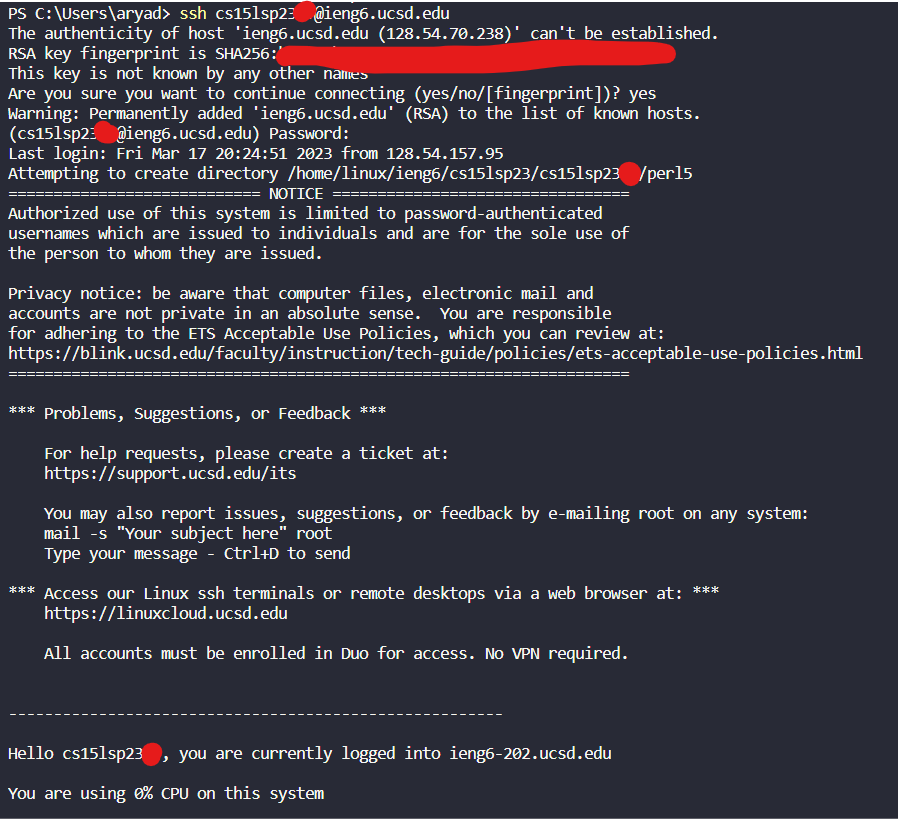 PS C:\Users\aryad> ssh cs15lsp23@ieng6.ucsd.edu
The authenticity of host 'ieng6.ucsd.edu (128.54.70.238)' can't be established.
RSA key fingerprint is SHA256:
This key is not known by any other names
Are you sure you want to continue connecting (yes/no/[fingerprint])? yes
Warning: Permanently added 'ieng6.ucsd.edu' (RSA) to the list of known hosts.
(cs15lsp23@ieng6.ucsd.edu) Password:
Last login: Fri Mar 17 20:24:51 2023 from 128.54.157.95
Attempting to create directory /home/linux/ieng6/cs15lsp23/cs15lsp23/perl5
============================ NOTICE =================================
Authorized use of this system is limited to password-authenticated
usernames which are issued to individuals and are for the sole use of
the person to whom they are issued.
Privacy notice: be aware that computer files, electronic mail and
accounts are not private in an absolute sense.  You are responsible
for adhering to the ETS Acceptable Use Policies, which you can review at:
https://blink.ucsd.edu/faculty/instruction/tech-guide/policies/ets-acceptable-use-policies.html
=====================================================================
*** Problems, Suggestions, or Feedback ***
For help requests, please create a ticket at:
https://support.ucsd.edu/its
You may also report issues, suggestions, or feedback by e-mailing root on any system:
mail -s "Your subject here" root
Type your message - Ctrl+D to send
*** Access our Linux ssh terminals or remote desktops via a web browser at: ***
https://linuxcloud.ucsd.edu
All accounts must be enrolled in Duo for access. No VPN required.
-------------------------------------------------------
Hello cs15lsp23, you are currently logged into ieng6-202.ucsd.edu
You are using 0% CPU on this system